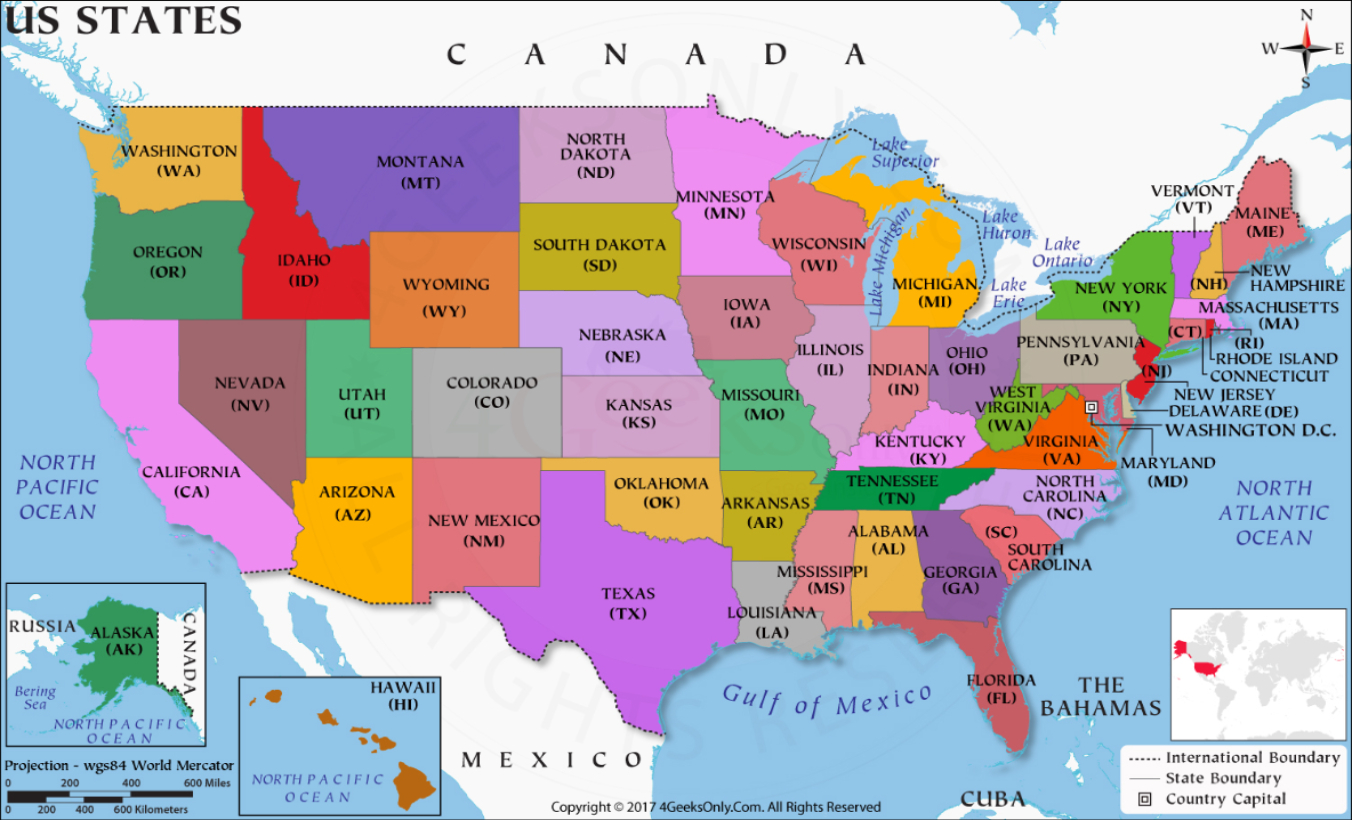 US STATES
C A N A D A
N
W E
S
WASHINGTON
(WA)
MONTANA
(MT)
NORTH
DAKOTA
(ND)
MINNESOTA
(MN)
Lake
Superior
VERMONT
(VT)
MAINE
(ME)
OREGON
(OR)
IDAHO
(ID)
WYOMING
(WY)
SOUTH DAKOTA
(SD)
WISCONSIN
(WI)
Lake Michigan
MICHIGAN
(MI)
Lake
Huron
Lake
Ontario
Lake
Erie
NEW YORK
(NY)
(NH)
NEW
HAMPSHIRE
MASSACHUSETTS
(MA)
(CT)
(RI)
RHODE ISLAND
CONNECTICUT
NEVADA
(NV)
UTAH
(UT)
COLORADO
(CO)
NEBRASKA
(NE)
IOWA
(IA)
ILLINOIS
(IL)
INDIANA
(IN)
OHIO
(OH)
PENNSYLVANIA
(PA)
(NJ)
NEW JERSEY
DELAWARE (DE)
WASHINGTON D.C.
MARYLAND
(MD)
CALIFORNIA
(CA)
KANSAS
(KS)
MISSOURI
(MO)
KENTUCKY
(KY)
WEST
VIRGINIA
(WA)
VIRGINIA
(VA)
NORTH
PACIFIC
OCEAN
ARIZONA
(AZ)
NEW MEXICO
(NM)
OKLAHOMA
(OK)
ARKANSAS
(AR)
TENNESSEE
(TN)
NORTH
CAROLINA
(NC)
NORTH
ATLANTIC
OCEAN
TEXAS
(TX)
LOUISIANA
(LA)
MISSISSIPPI
(MS)
ALABAMA
(AL)
GEORGIA
(GA)
(SC)
SOUTH
CAROLINA
FLORIDA
(FL)
Gulf of Mexico
THE
BAHAMAS
RUSSIA
ALASKA
(AK)
CANADA
Bering
Sea
NORTH PACIFIC
OCEAN
HAWAII
(HI)
NORTH PACIFIC
OCEAN
M E X I C O
CUBA
Projection - wgs84 World Mercator
0 200 400 600 Miles
0 200 400 600 Kilometers
Copyright © 2017 4GeeksOnly.Com. All Rights Reserved
International Boundary
State Boundary
Country Capital